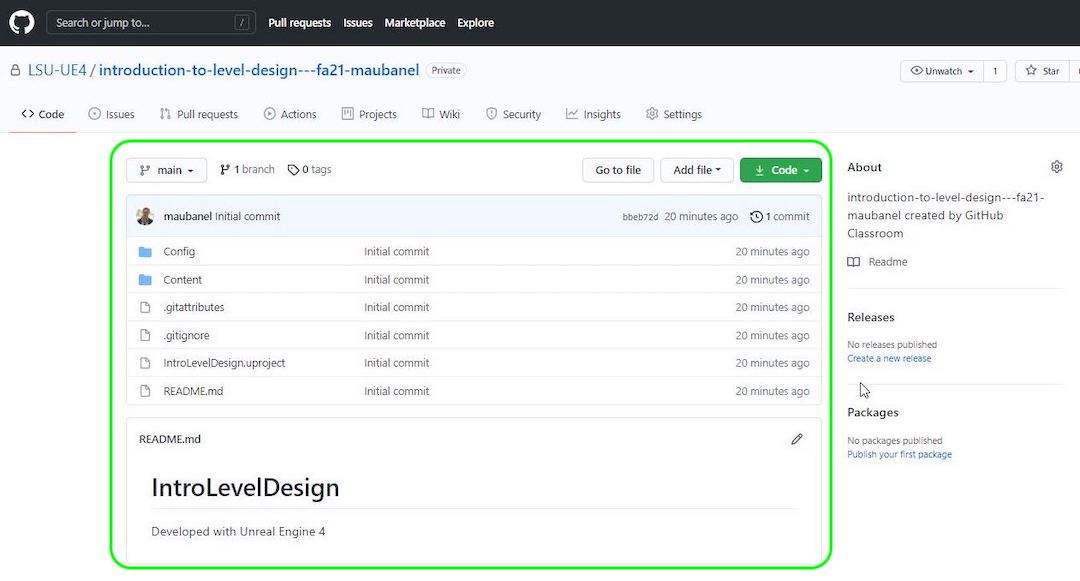 Search or jump to... / Pull requests Issues Marketplace Explore
LSU-UE4 / introduction-to-level-design---fa21-maubanel Private Unwatch 1 Star
Code Issues Pull requests Actions Projects Wiki Security Insights Settings
main 1 branch 0 tags Go to file Add file Code
maubanel Initial commit bbeb72d 20 minutes ago 1 commit
Config Initial commit 20 minutes ago
Content Initial commit 20 minutes ago
.gitattributes Initial commit 20 minutes ago
.gitignore Initial commit 20 minutes ago
IntroLevelDesign.uproject Initial commit 20 minutes ago
README.md Initial commit 20 minutes ago
README.md
IntroLevelDesign
Developed with Unreal Engine 4
About
introduction-to-level-design---fa21-
maubanel created by GitHub
Classroom
Readme
Releases
No releases published
Create a new release
Packages
No packages published
Publish your first package